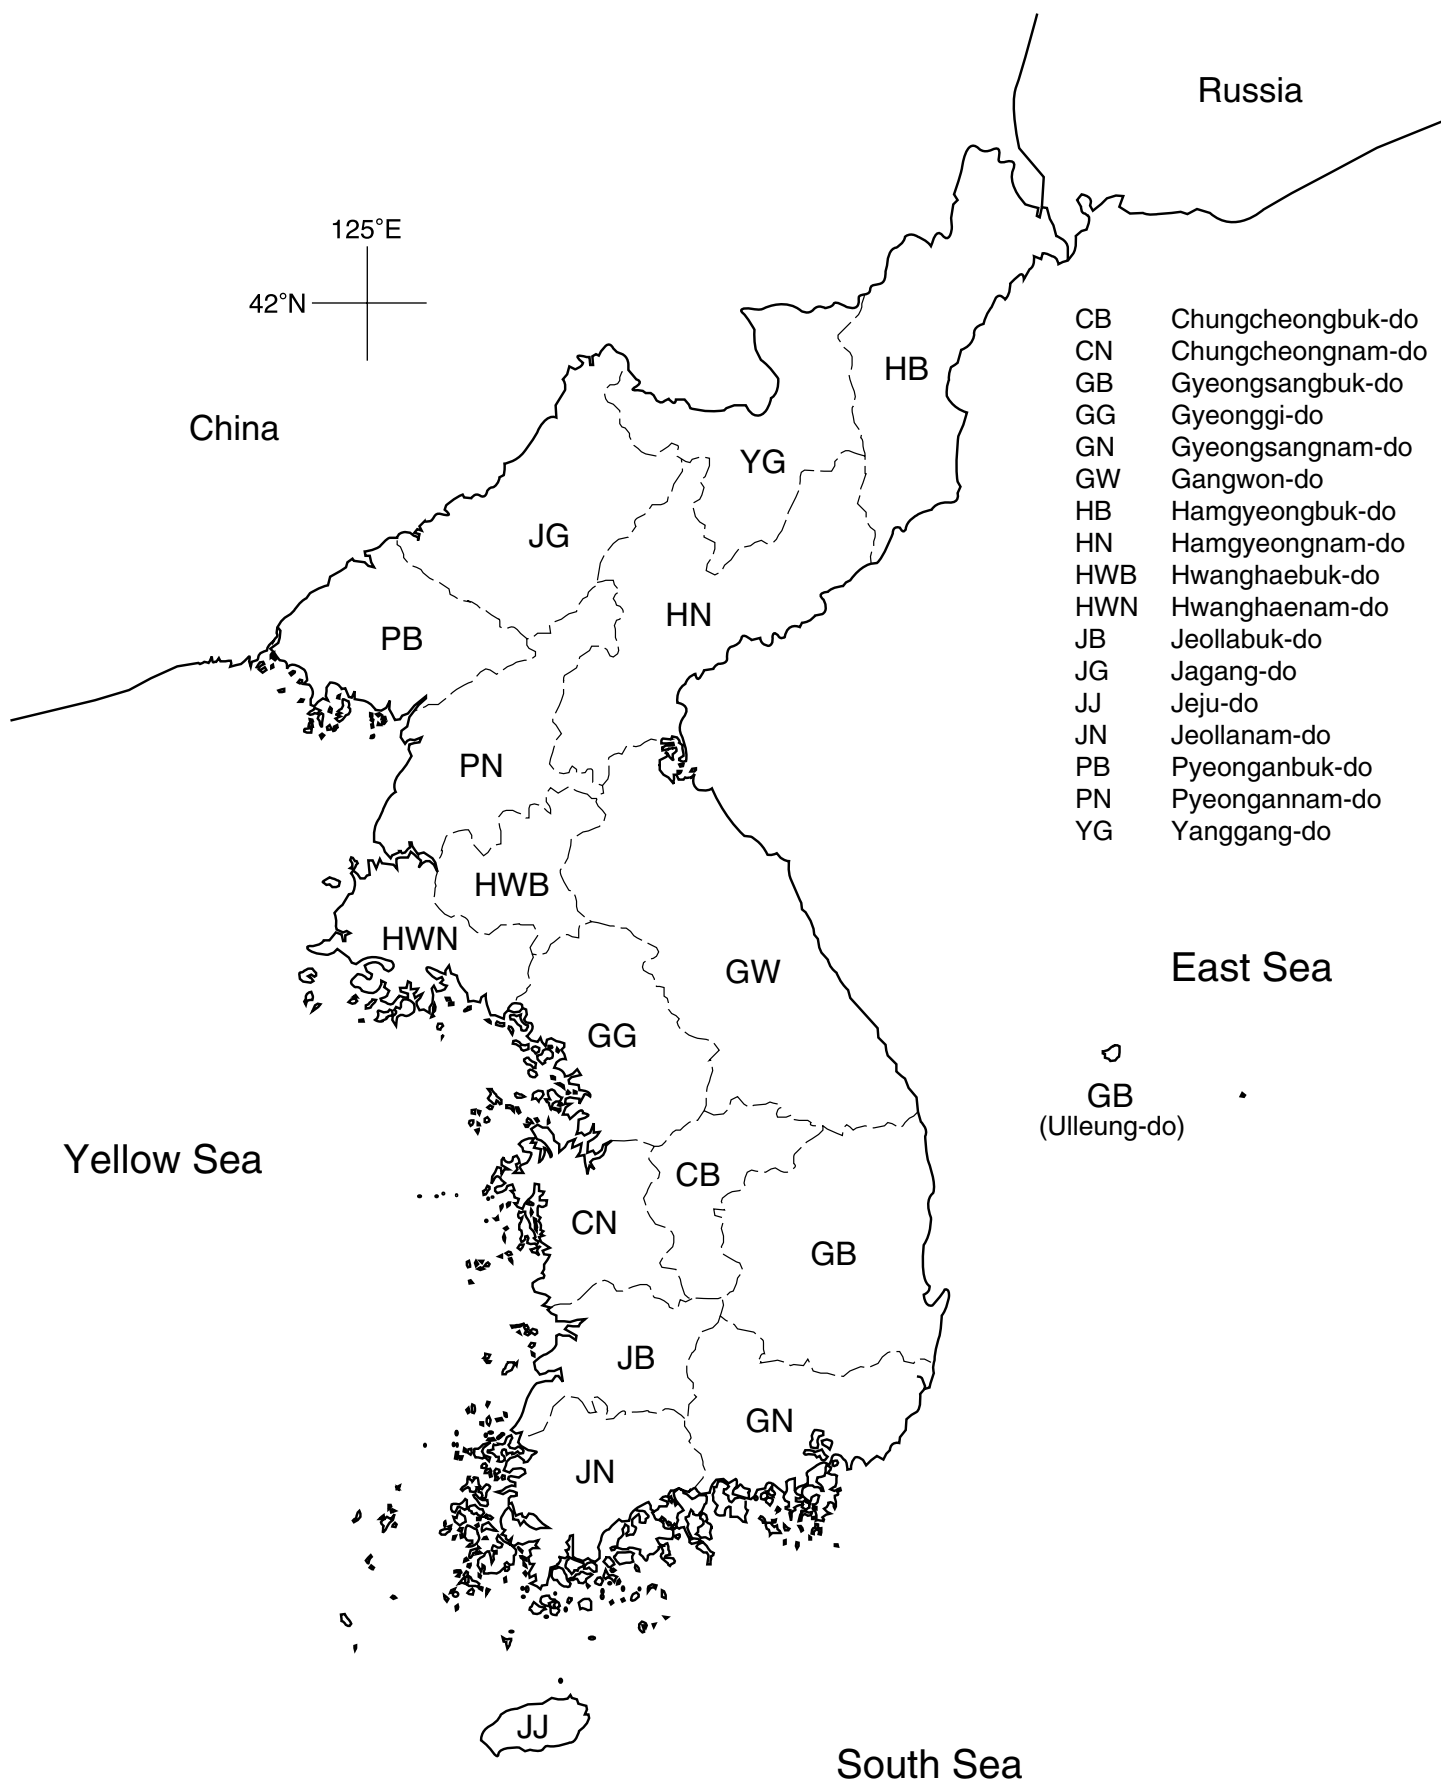 Russia
125°E
42°N
China
CB Chungcheongbuk-do
CN Chungcheongnam-do
GB Gyeongsangbuk-do
GG Gyeonggi-do
GN Gyeongsangnam-do
GW Gangwon-do
HB Hamgyeongbuk-do
HN Hamgyeongnam-do
HWB Hwanghaebuk-do
HWN Hwanghaenam-do
JB Jeollabuk-do
JG Jagang-do
JJ Jeju-do
JN Jeollanam-do
PB Pyeonganbuk-do
PN Pyeongannam-do
YG Yanggang-do
HB
YG
JG
HN
PB
PN
HWB
HWN
GW
East Sea
GG
GB
(Ulleung-do)
Yellow Sea
CB
CN
GB
JB
GN
JN
JJ
South Sea